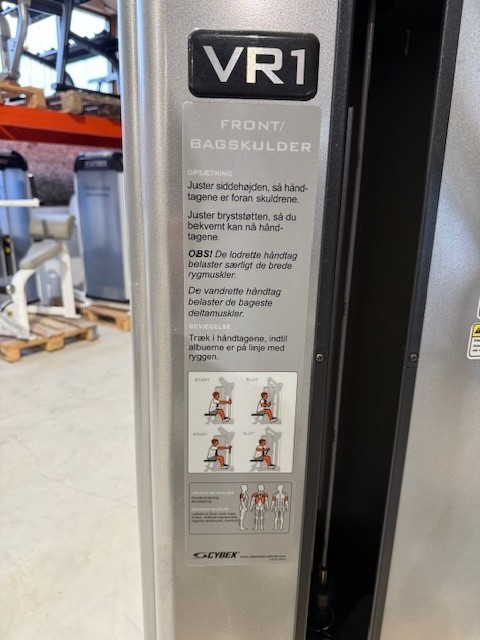 VR1
FRONT/
BAGSKULDER
OPSÆTNING
Juster siddehøjden, så hånd-
tagene er foran skuldrene.
Juster bryststøtten, så du
bekvemt kan nå hånd-
tagene.
OBS! De lodrette håndtag
belaster særligt de brede
rygmuskler.
De vandrette håndtag
belaster de bageste
deltamuskler.
BEVÆGELSE
Træk i håndtagene, indtil
albuerne er på linje med
ryggen.
START SLUT
START SLUT
CYBEX
CYBEX